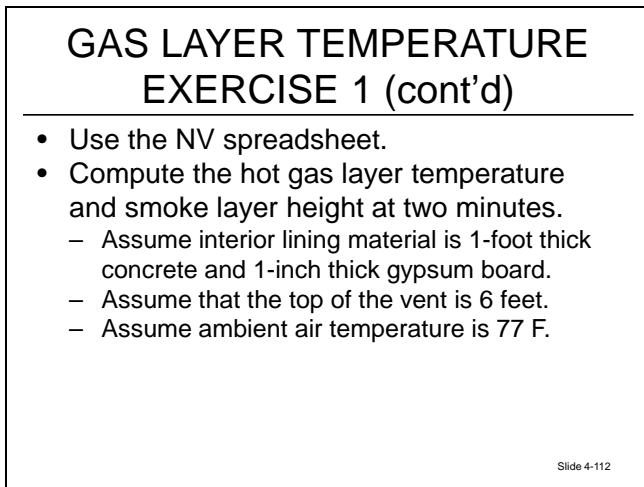 GAS LAYER TEMPERATURE
EXERCISE 1 (cont’d)
• Use the NV spreadsheet.
• Compute the hot gas layer temperature
and smoke layer height at two minutes.
– Assume interior lining material is 1-foot thick
concrete and 1-inch thick gypsum board.
– Assume that the top of the vent is 6 feet.
– Assume ambient air temperature is 77 F.
Slide 4-112